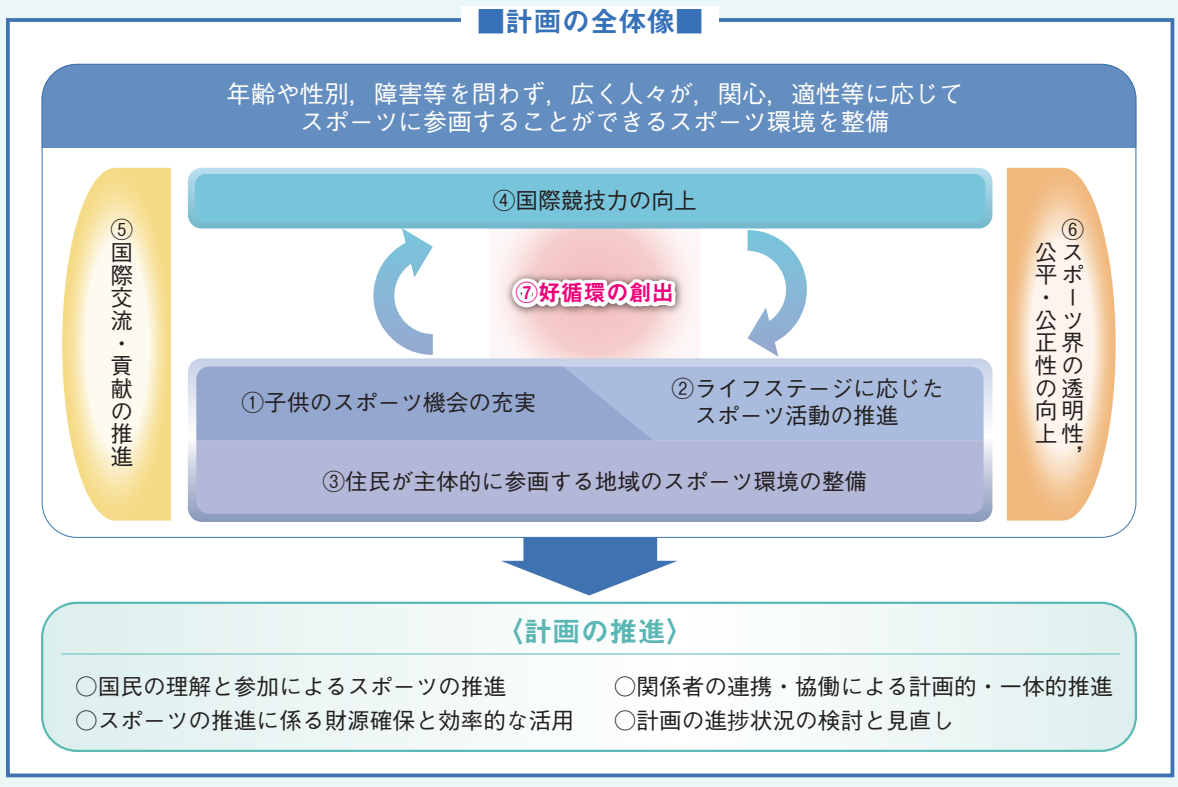 ■計画の全体像■
年齢や性別，障害等を問わず，広く人々が，関心，適性等に応じて
スポーツに参画することができるスポーツ環境を整備
④国際競技力の向上
⑤国際交流・貢献の推進
⑥スポーツ界の透明性，
公平・公正性の向上
⑦好循環の創出
①子供のスポーツ機会の充実
②ライフステージに応じた
スポーツ活動の推進
③住民が主体的に参画する地域のスポーツ環境の整備
〈計画の推進〉
○国民の理解と参加によるスポーツの推進
○関係者の連携・協働による計画的・一体的推進
○スポーツの推進に係る財源確保と効率的な活用
○計画の進捗状況の検討と見直し